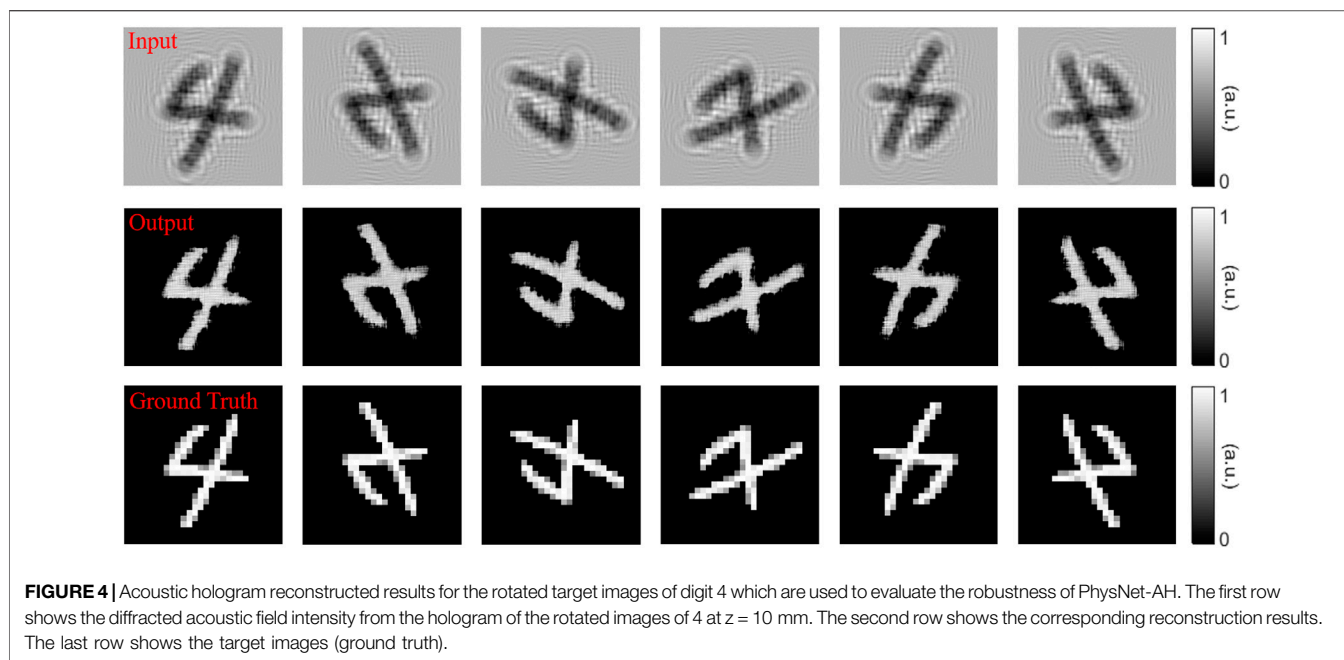 Input
1
(a.u.)
0
Output
1
(a.u.)
0
Ground Truth
1
(a.u.)
0
FIGURE 4 | Acoustic hologram reconstructed results for the rotated target images of digit 4 which are used to evaluate the robustness of PhysNet-AH. The first row
shows the diffracted acoustic field intensity from the hologram of the rotated images of 4 at z = 10 mm. The second row shows the corresponding reconstruction results.
The last row shows the target images (ground truth).